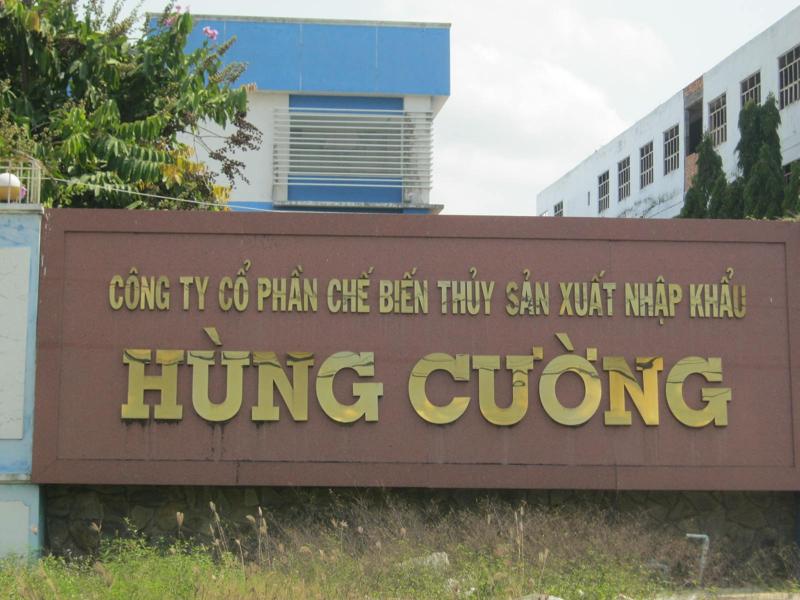 CÔNG TY CỔ PHẦN CHẾ BIẾN THỦY SẢN XUẤT NHẬP KHẨU
HÙNG CƯỜNG